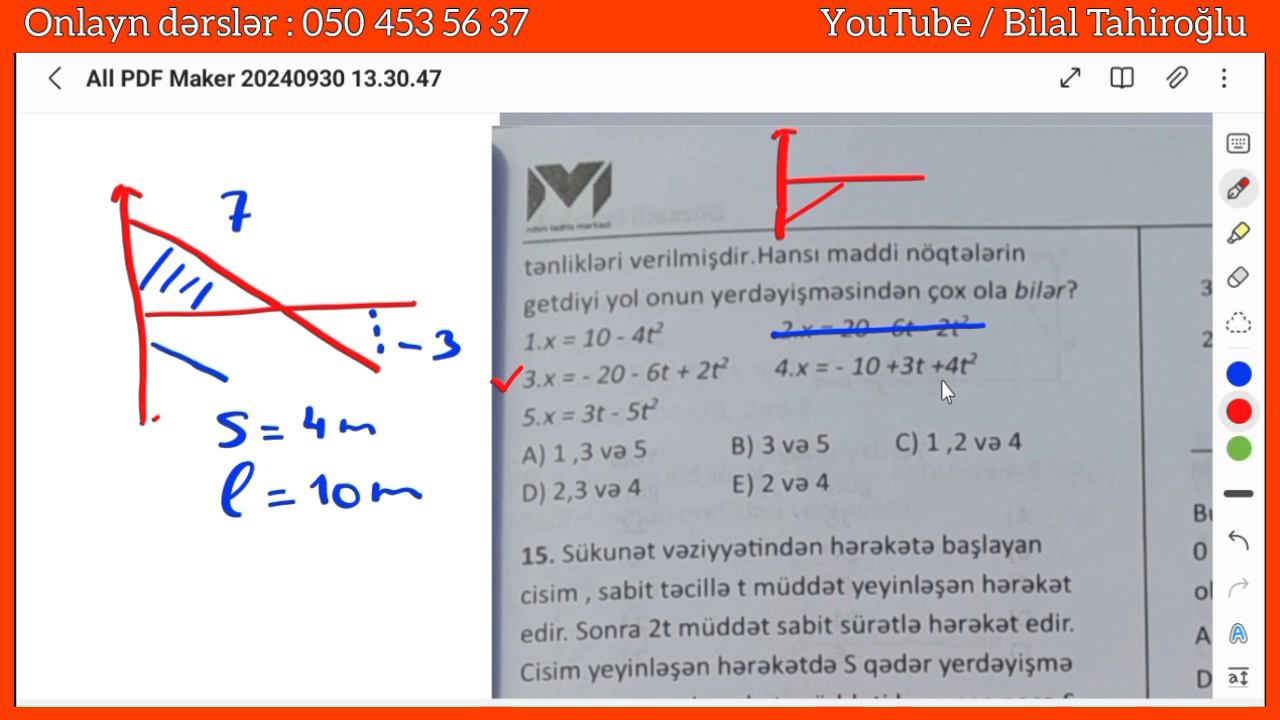 Onlayn dərslər : 050 453 56 37
YouTube / Bilal Tahiroğlu
All PDF Maker 20240930 13.30.47
7
- 3
S = 4 m
ℓ = 10 m
M
tənlikləri verilmişdir.Hansı maddi nöqtələrin
getdiyi yol onun yerdəyişməsindən çox ola bilər?
1.x = 10 - 4t²
2.x = 20 - 6t - 2t²
3.x = - 20 - 6t + 2t²
4.x = - 10 +3t +4t²
5.x = 3t - 5t²
A) 1 ,3 və 5
B) 3 və 5
C) 1 ,2 və 4
D) 2,3 və 4
E) 2 və 4
15. Sükunət vəziyyətindən hərəkətə başlayan
cisim , sabit təcillə t müddət yeyinləşən hərəkət
edir. Sonra 2t müddət sabit sürətlə hərəkət edir.
Cisim yeyinləşən hərəkətdə S qədər yerdəyişmə
3
2
B
0
ol
A
D